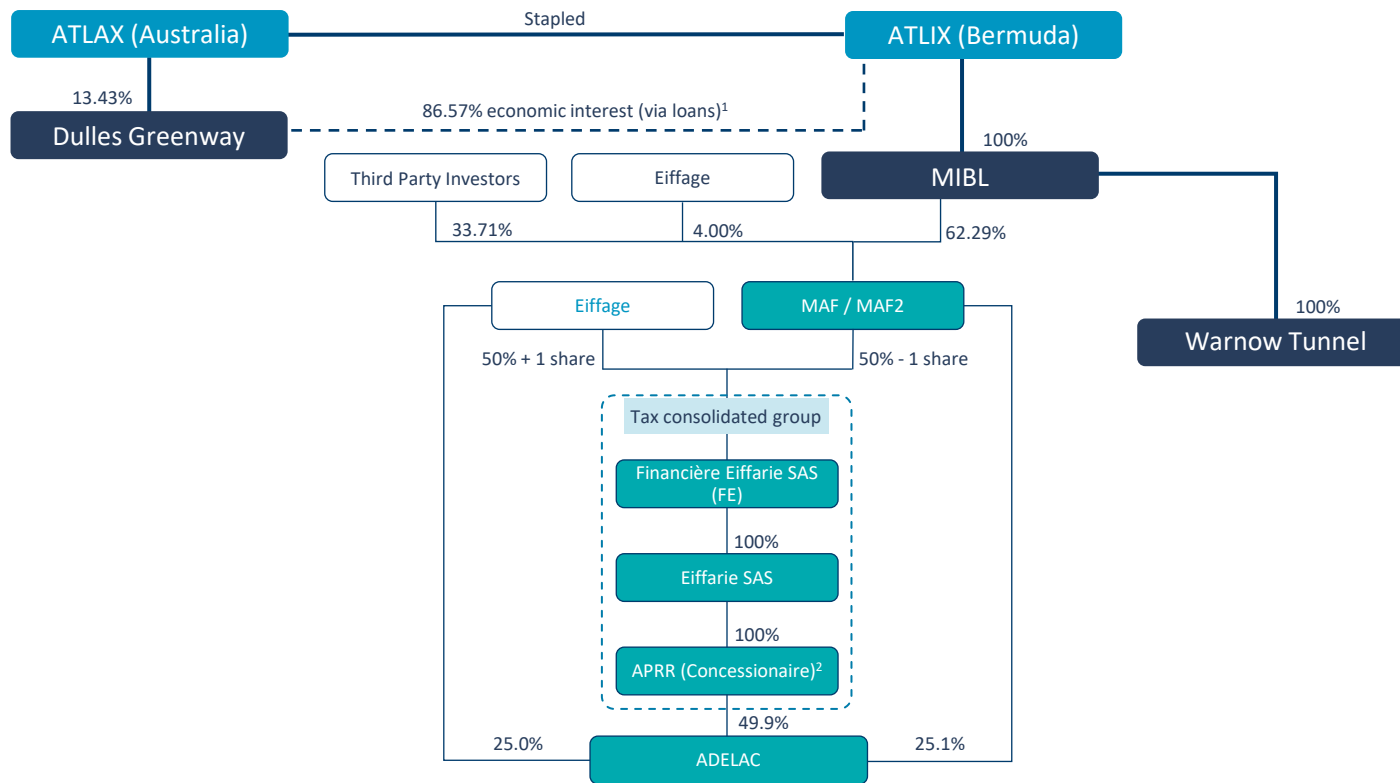 Stapled
ATLAX (Australia)
ATLIX (Bermuda)
13.43%
86.57% economic interest (via loans)¹
Dulles Greenway
100%
Third Party Investors
Eiffage
MIBL
33.71%
4.00%
62.29%
Eiffage
MAF / MAF2
100%
Warnow Tunnel
50% + 1 share
50% - 1 share
Tax consolidated group
Financière Eiffarie SAS
(FE)
100%
Eiffarie SAS
100%
APRR (Concessionaire)²
49.9%
25.0%
25.1%
ADELAC